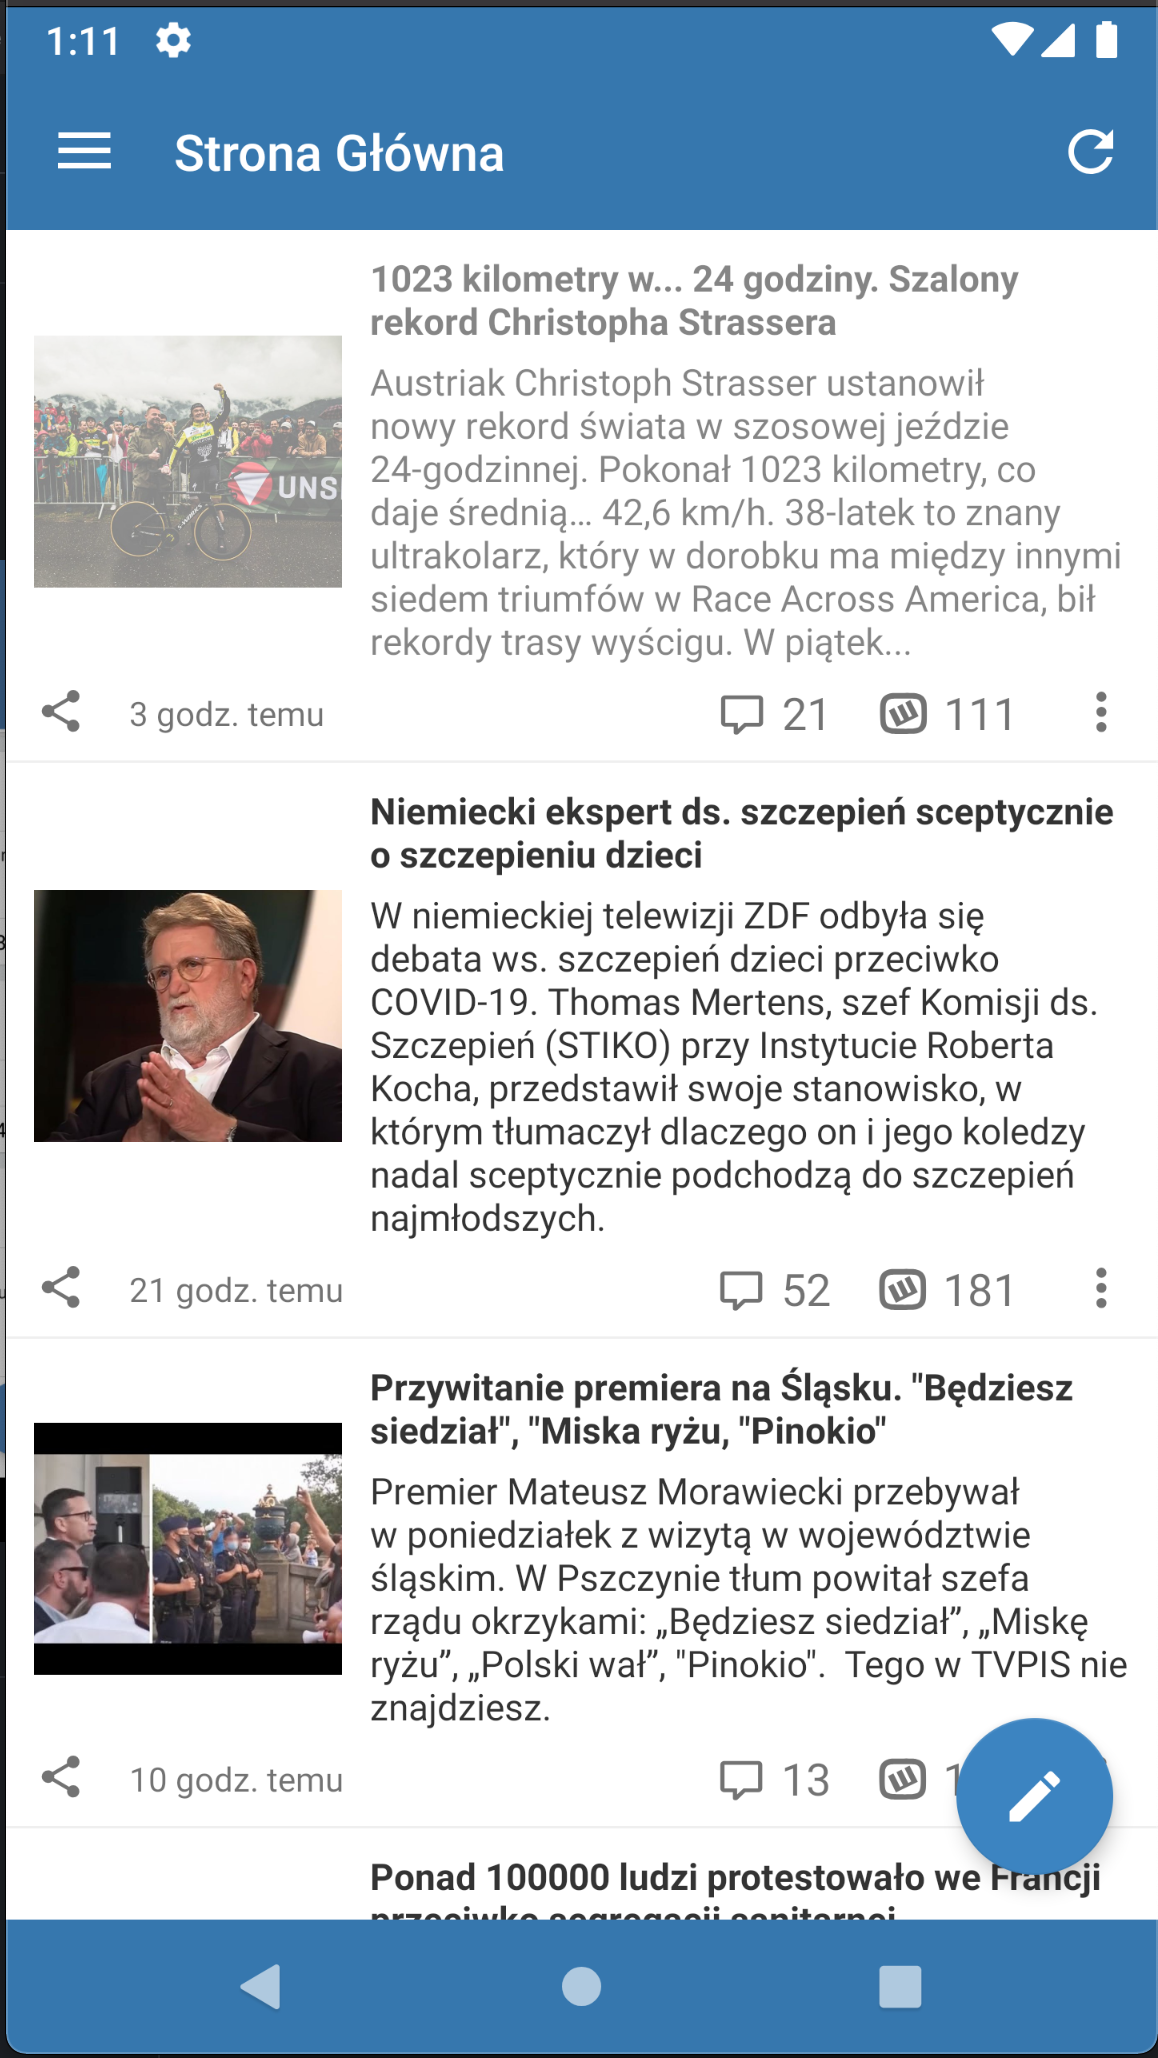 1:11
Strona Główna
1023 kilometry w... 24 godziny. Szalony
rekord Christopha Strassera
Austriak Christoph Strasser ustanowił
nowy rekord świata w szosowej jeździe
24-godzinnej. Pokonał 1023 kilometry, co
daje średnią… 42,6 km/h. 38-latek to znany
ultrakolarz, który w dorobku ma między innymi
siedem triumfów w Race Across America, bił
rekordy trasy wyścigu. W piątek...
UNS
3 godz. temu 21 111
Niemiecki ekspert ds. szczepień sceptycznie
o szczepieniu dzieci
W niemieckiej telewizji ZDF odbyła się
debata ws. szczepień dzieci przeciwko
COVID-19. Thomas Mertens, szef Komisji ds.
Szczepień (STIKO) przy Instytucie Roberta
Kocha, przedstawił swoje stanowisko, w
którym tłumaczył dlaczego on i jego koledzy
nadal sceptycznie podchodzą do szczepień
najmłodszych.
21 godz. temu 52 181
Przywitanie premiera na Śląsku. "Będziesz
siedział", "Miska ryżu, "Pinokio"
Premier Mateusz Morawiecki przebywał
w poniedziałek z wizytą w województwie
śląskim. W Pszczynie tłum powitał szefa
rządu okrzykami: „Będziesz siedział”, „Miskę
ryżu”, „Polski wał”, "Pinokio".  Tego w TVPIS nie
znajdziesz.
10 godz. temu 13
Ponad 100000 ludzi protestowało we Francji
przeciwko segregacji sanitarnej